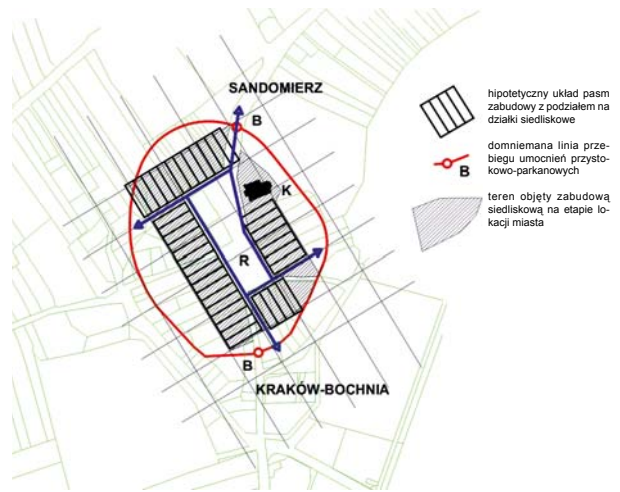 SANDOMIERZ
B
K
R
B
KRAKÓW-BOCHNIA
hipotetyczny układ pasm
zabudowy z podziałem na
działki siedliskowe
domniemana linia prze-
biegu umocnień przysto-
kowo-parkanowych
B
teren objęty zabudową
siedliskową na etapie lo-
kacji miasta